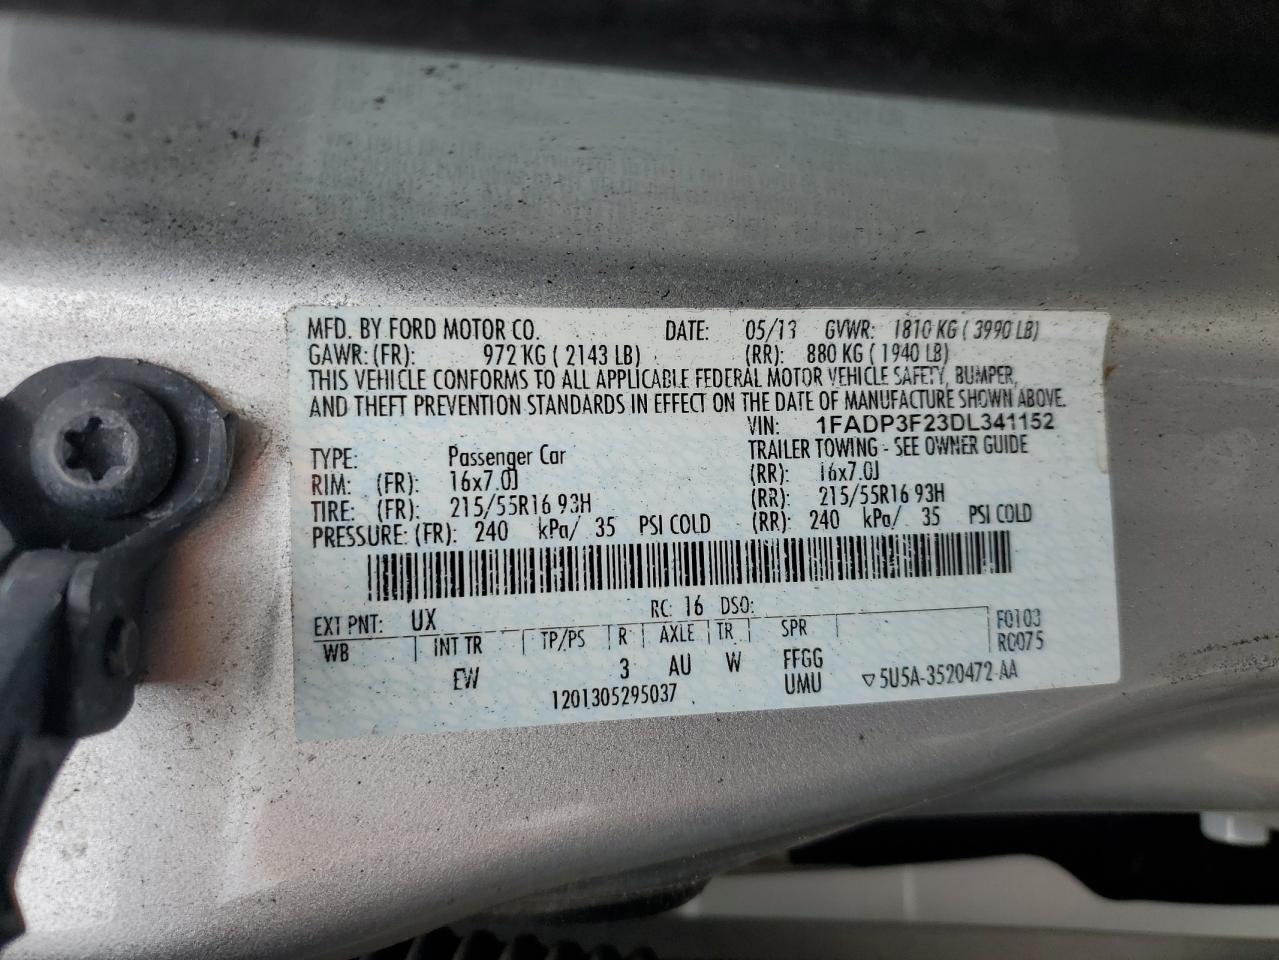 MFD. BY FORD MOTOR CO. DATE: 05/13 GVWR: 1810 KG ( 3990 LB)
GAWR: (FR): 972 KG ( 2143 LB) (RR): 880 KG ( 1940 LB)
THIS VEHICLE CONFORMS TO ALL APPLICABLE FEDERAL MOTOR VEHICLE SAFETY, BUMPER,
AND THEFT PREVENTION STANDARDS IN EFFECT ON THE DATE OF MANUFACTURE SHOWN ABOVE.
VIN: 1FADP3F23DL341152
TYPE: Passenger Car TRAILER TOWING - SEE OWNER GUIDE
RIM: (FR): 16x7.0J (RR): 16x7.0J
TIRE: (FR): 215/55R16 93H (RR): 215/55R16 93H
PRESSURE: (FR): 240 kPa/ 35 PSI COLD (RR): 240 kPa/ 35 PSI COLD
EXT PNT: UX RC: 16 DSO: F0103
WB INT TR TP/PS R AXLE TR SPR RC075
EW 3 AU W FFGG
1201305295037 UMU ▽5U5A-3520472-AA